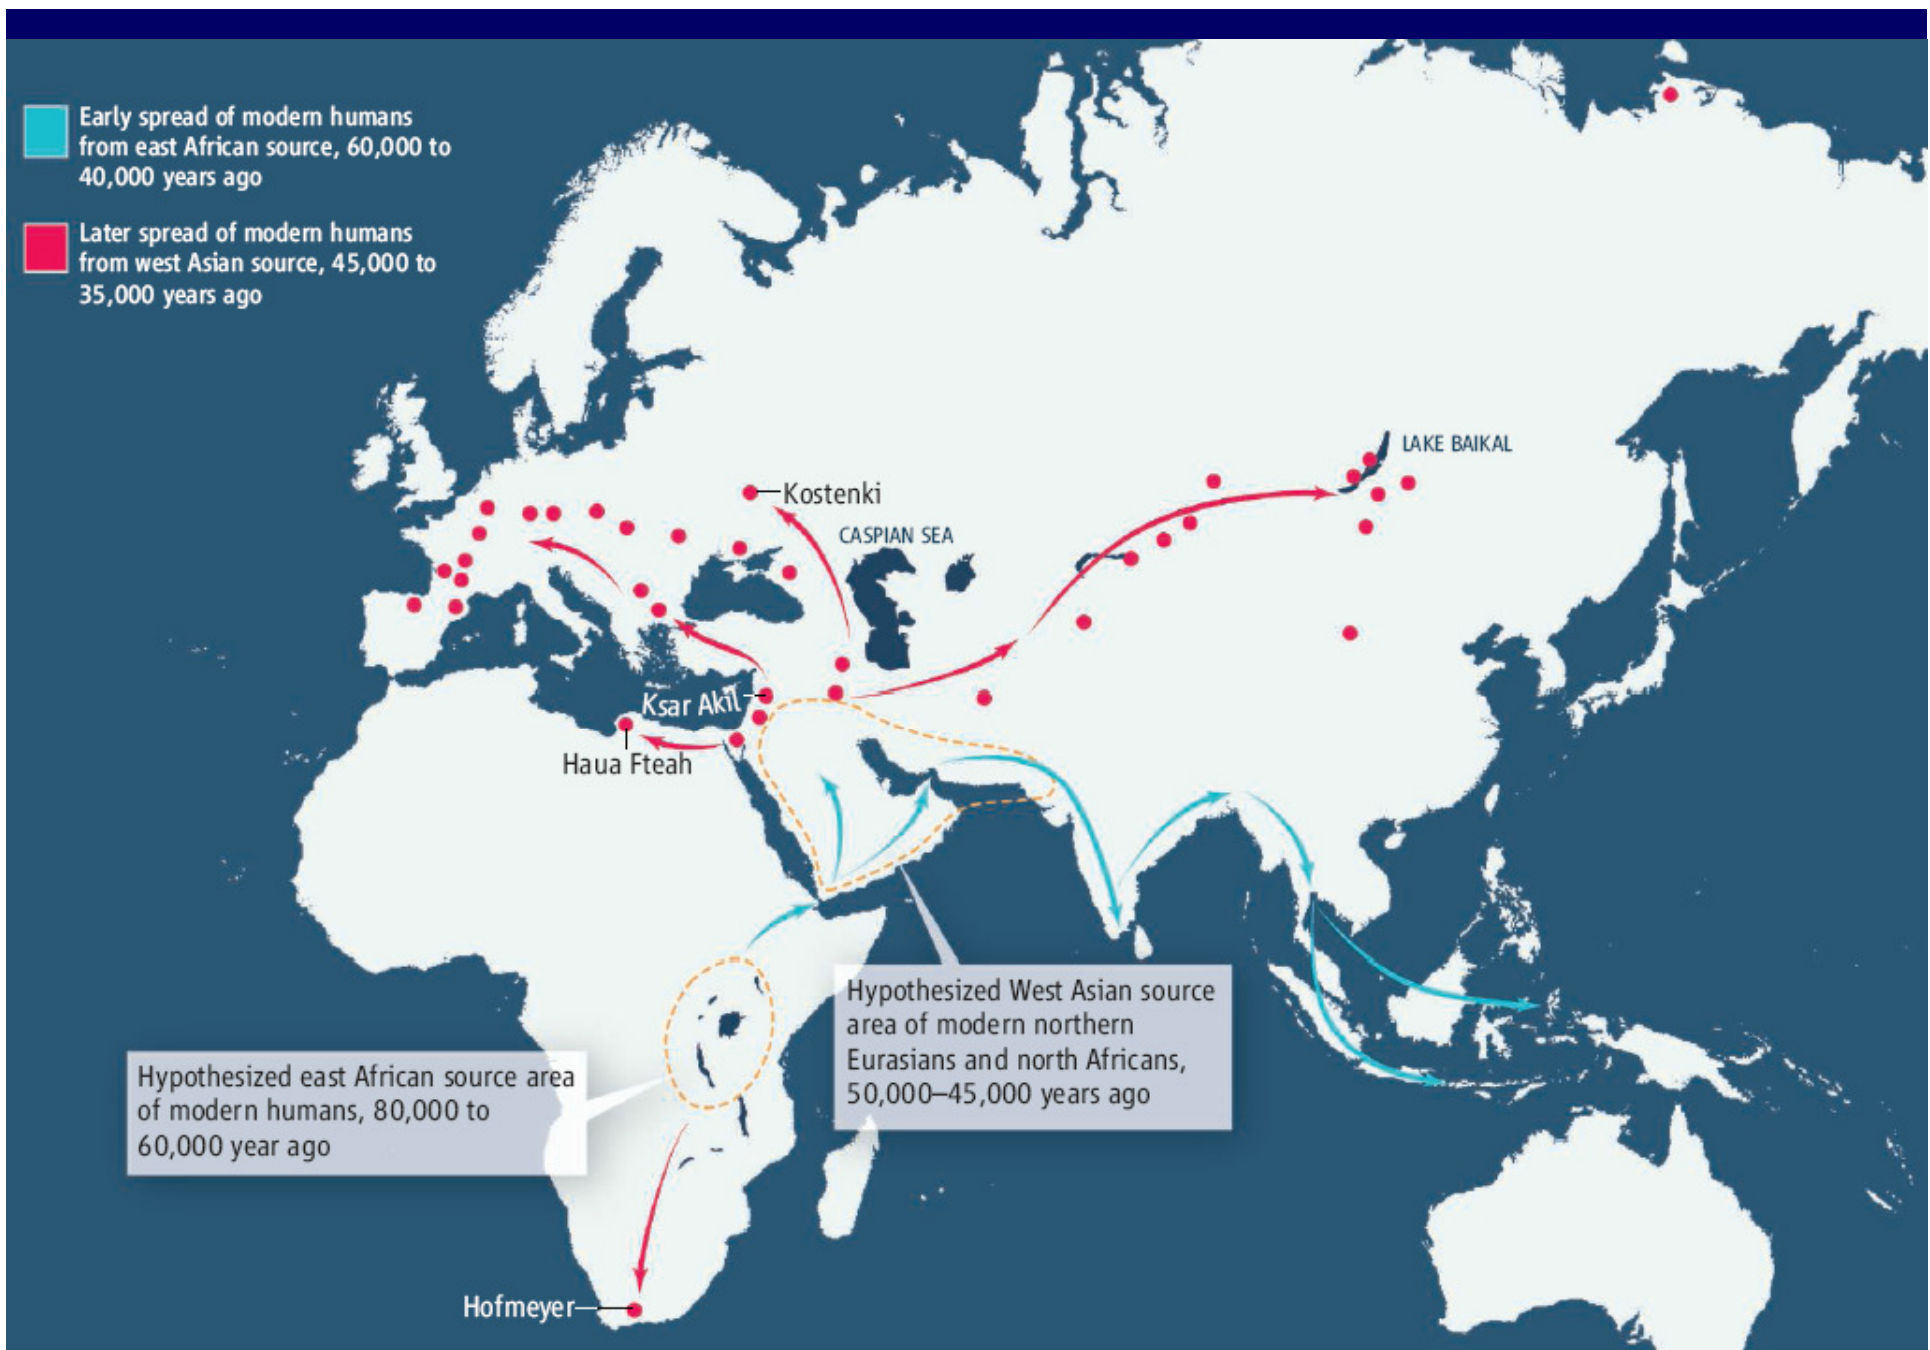 Early spread of modern humans
from east African source, 60,000 to
40,000 years ago
Later spread of modern humans
from west Asian source, 45,000 to
35,000 years ago
LAKE BAIKAL
Kostenki
CASPIAN SEA
Ksar Akil
Haua Fteah
Hypothesized West Asian source
area of modern northern
Eurasians and north Africans,
50,000–45,000 years ago
Hypothesized east African source area
of modern humans, 80,000 to
60,000 year ago
Hofmeyer